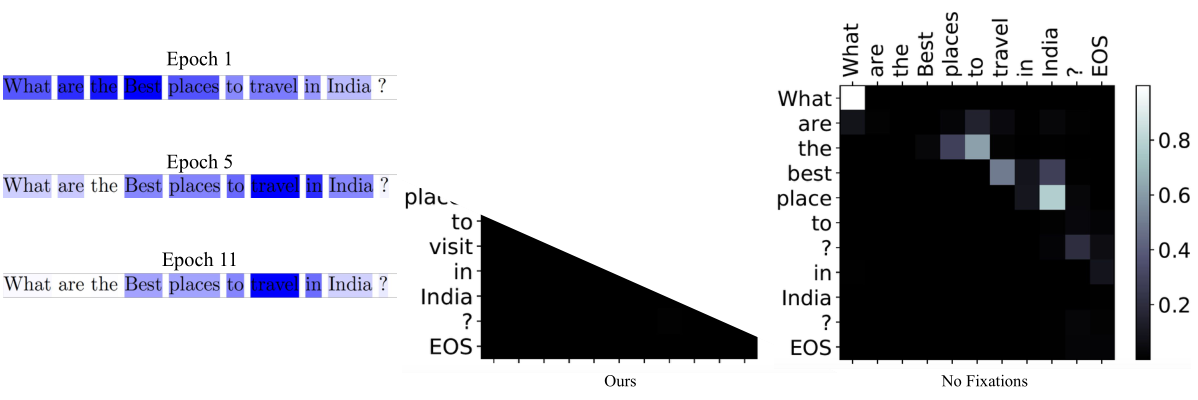 Epoch 1
What are the Best places to travel in India ?
Epoch 5
What are the Best places to travel in India ?
Epoch 11
What are the Best places to travel in India ?
to
visit
in
India
?
EOS
Ours
What
are
the
Best
places
to
travel
in
India
?
EOS
What
are
the
best
place
to
?
in
India
?
EOS
0.8
0.6
0.4
0.2
No Fixations